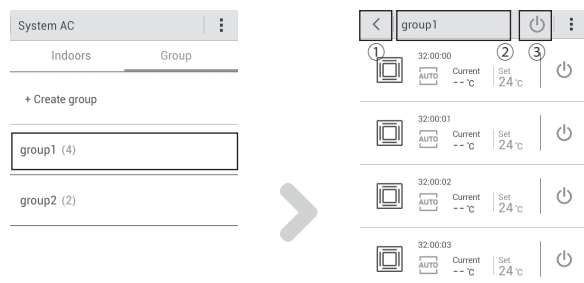 System AC
Indoors Group
+ Create group
group1 (4)
group2 (2)
group1
① ② ③
32:00:00
AUTO Current Set
-- °C 24°C
32:00:01
AUTO Current Set
-- °C 24°C
32:00:02
AUTO Current Set
-- °C 24°C
32:00:03
AUTO Current Set
-- °C 24°C